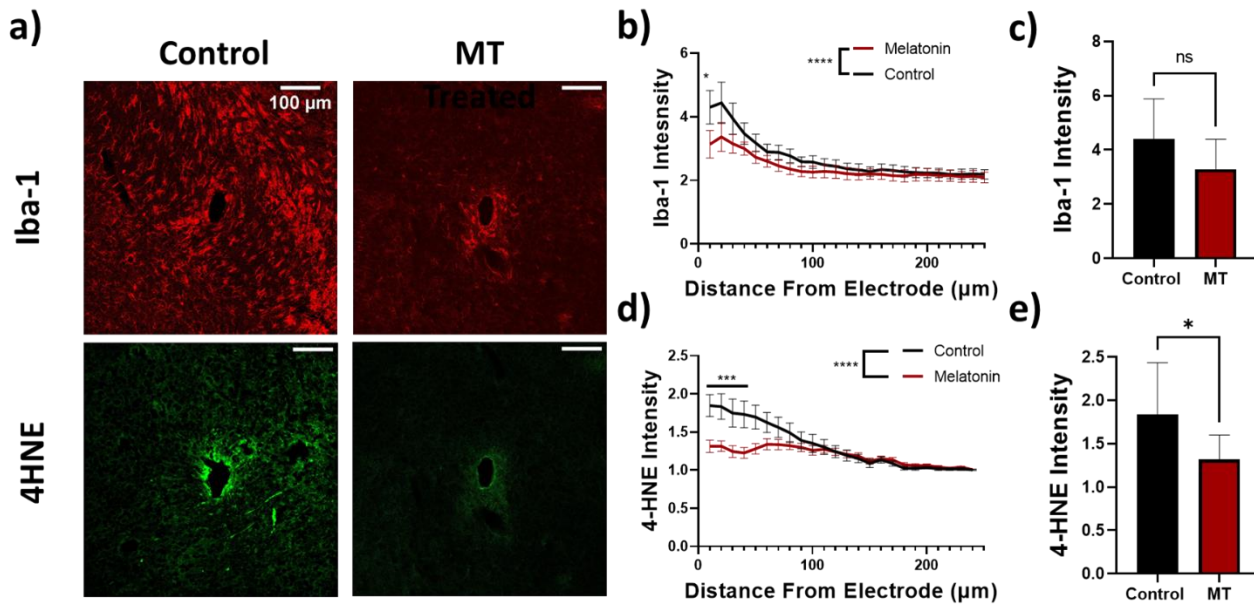 a)
Control
MT
Treated
100 µm
Iba-1
4HNE
b)
Iba-1 Intesnsity
6
4
2
0
*
****
Melatonin
Control
0
100
200
Distance From Electrode (µm)
c)
Iba-1 Intensity
8
6
4
2
0
ns
Control
MT
d)
4-HNE Intensity
2.5
2.0
1.5
1.0
0.5
0.0
***
****
Control
Melatonin
0
100
200
Distance From Electrode (µm)
e)
4-HNE Intensity
2.5
2.0
1.5
1.0
0.5
0.0
*
Control
MT